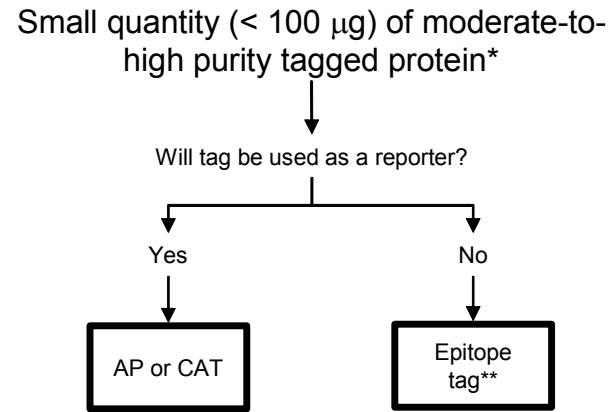 Small quantity (< 100 μg) of moderate-to-
high purity tagged protein*
Will tag be used as a reporter?
Yes
No
AP or CAT
Epitope
tag**